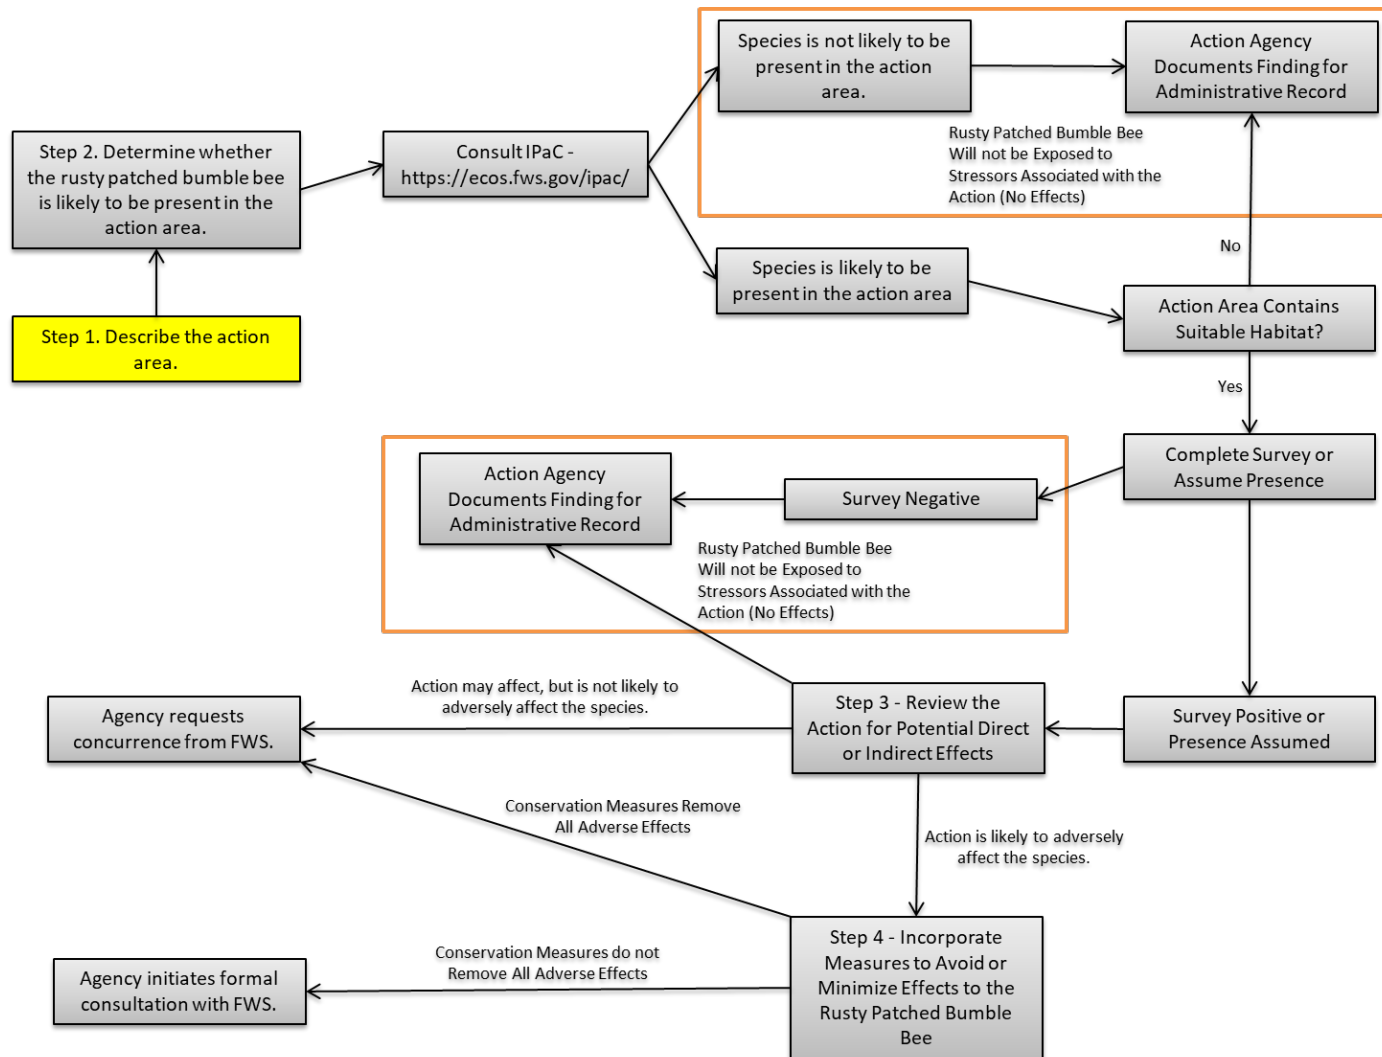 Species is not likely to be
present in the action
area.
Action Agency
Documents Finding for
Administrative Record
Rusty Patched Bumble Bee
Will not be Exposed to
Stressors Associated with the
Action (No Effects)
Step 2. Determine whether
the rusty patched bumble bee
is likely to be present in the
action area.
Consult IPaC -
https://ecos.fws.gov/ipac/
No
Species is likely to be
present in the action area
Action Area Contains
Suitable Habitat?
Step 1. Describe the action
area.
Yes
Complete Survey or
Assume Presence
Survey Negative
Action Agency
Documents Finding for
Administrative Record
Rusty Patched Bumble Bee
Will not be Exposed to
Stressors Associated with the
Action (No Effects)
Survey Positive or
Presence Assumed
Step 3 - Review the
Action for Potential Direct
or Indirect Effects
Action may affect, but is not likely to
adversely affect the species.
Agency requests
concurrence from FWS.
Conservation Measures Remove
All Adverse Effects
Action is likely to adversely
affect the species.
Step 4 - Incorporate
Measures to Avoid or
Minimize Effects to the
Rusty Patched Bumble
Bee
Conservation Measures do not
Remove All Adverse Effects
Agency initiates formal
consultation with FWS.